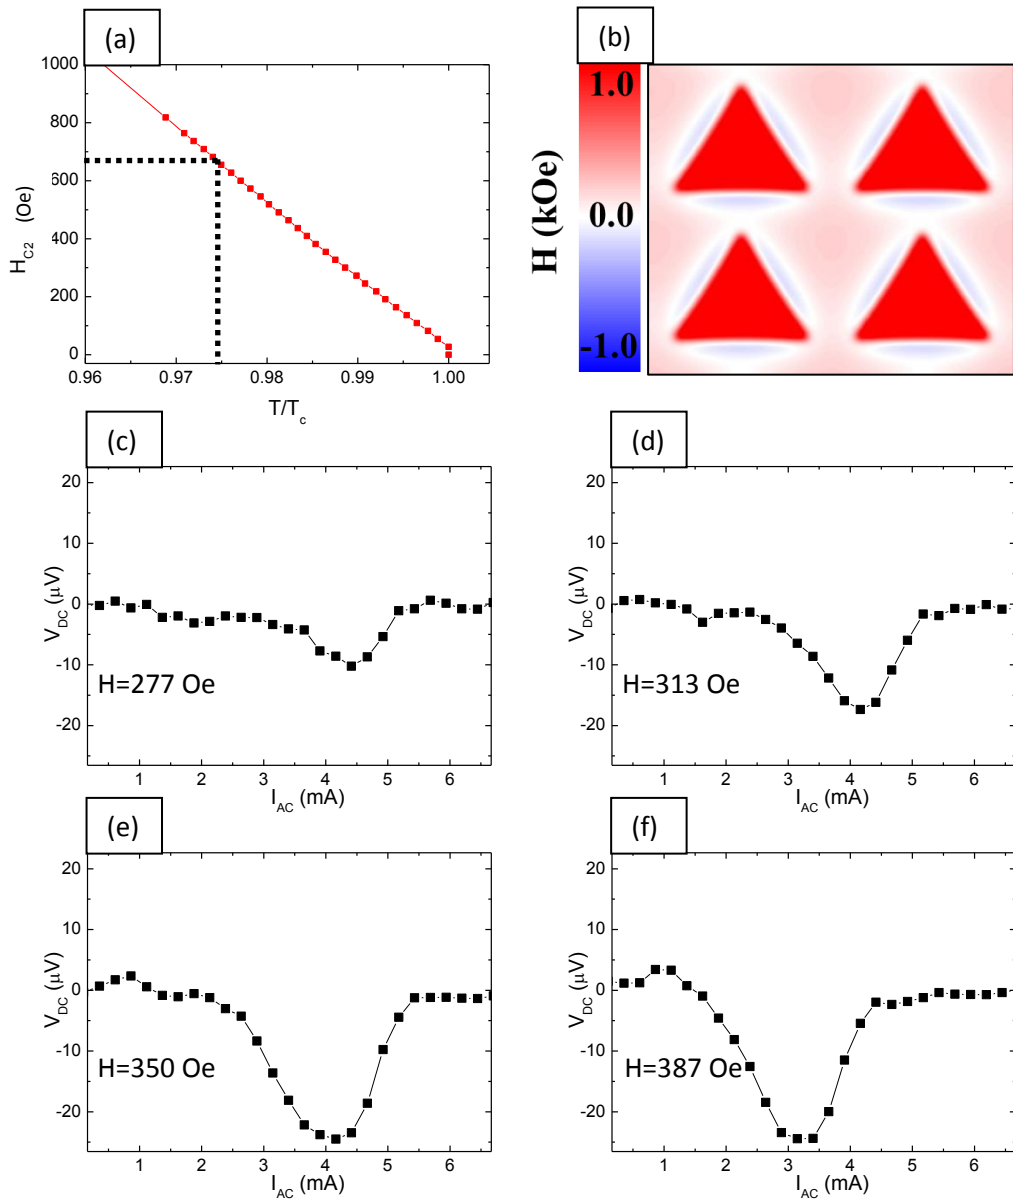 (a)
1000
800
600
400
200
0
H_C2 (Oe)
0.96 0.97 0.98 0.99 1.00
T/T_c
(b)
1.0
0.0
-1.0
H (kOe)
(c)
20
10
0
-10
-20
V_DC (μV)
H=277 Oe
1 2 3 4 5 6
I_AC (mA)
(d)
20
10
0
-10
-20
V_DC (μV)
H=313 Oe
1 2 3 4 5 6
I_AC (mA)
(e)
20
10
0
-10
-20
V_DC (μV)
H=350 Oe
1 2 3 4 5 6
I_AC (mA)
(f)
20
10
0
-10
-20
V_DC (μV)
H=387 Oe
1 2 3 4 5 6
I_AC (mA)